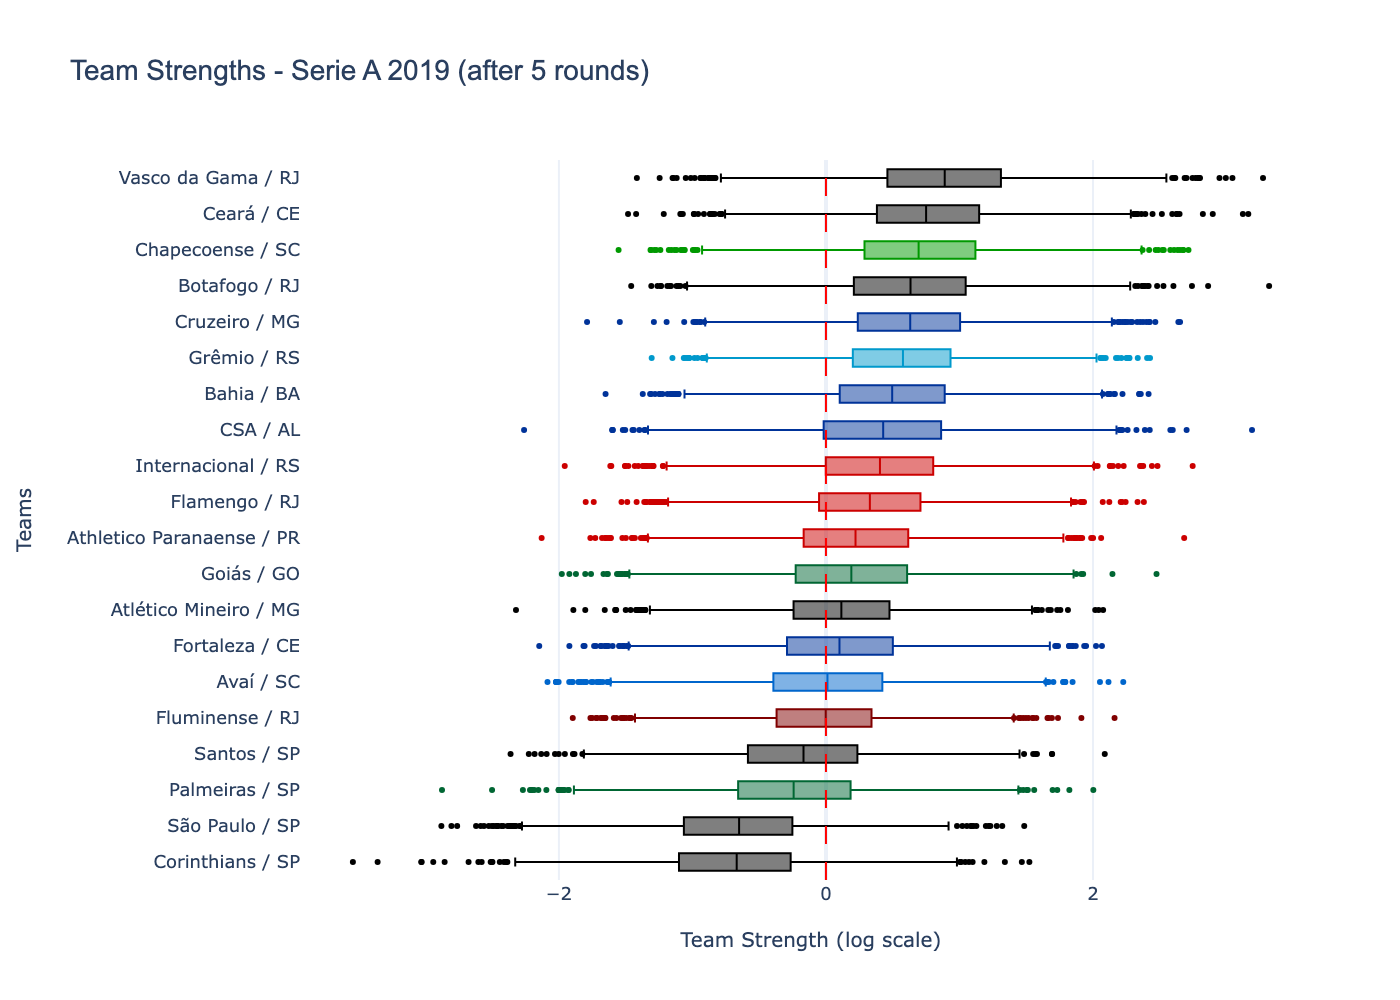 Team Strengths - Serie A 2019 (after 5 rounds)
Vasco da Gama / RJ
Ceará / CE
Chapecoense / SC
Botafogo / RJ
Cruzeiro / MG
Grêmio / RS
Bahia / BA
CSA / AL
Internacional / RS
Flamengo / RJ
Athletico Paranaense / PR
Goiás / GO
Atlético Mineiro / MG
Fortaleza / CE
Avaí / SC
Fluminense / RJ
Santos / SP
Palmeiras / SP
São Paulo / SP
Corinthians / SP
Teams
−2 0 2
Team Strength (log scale)